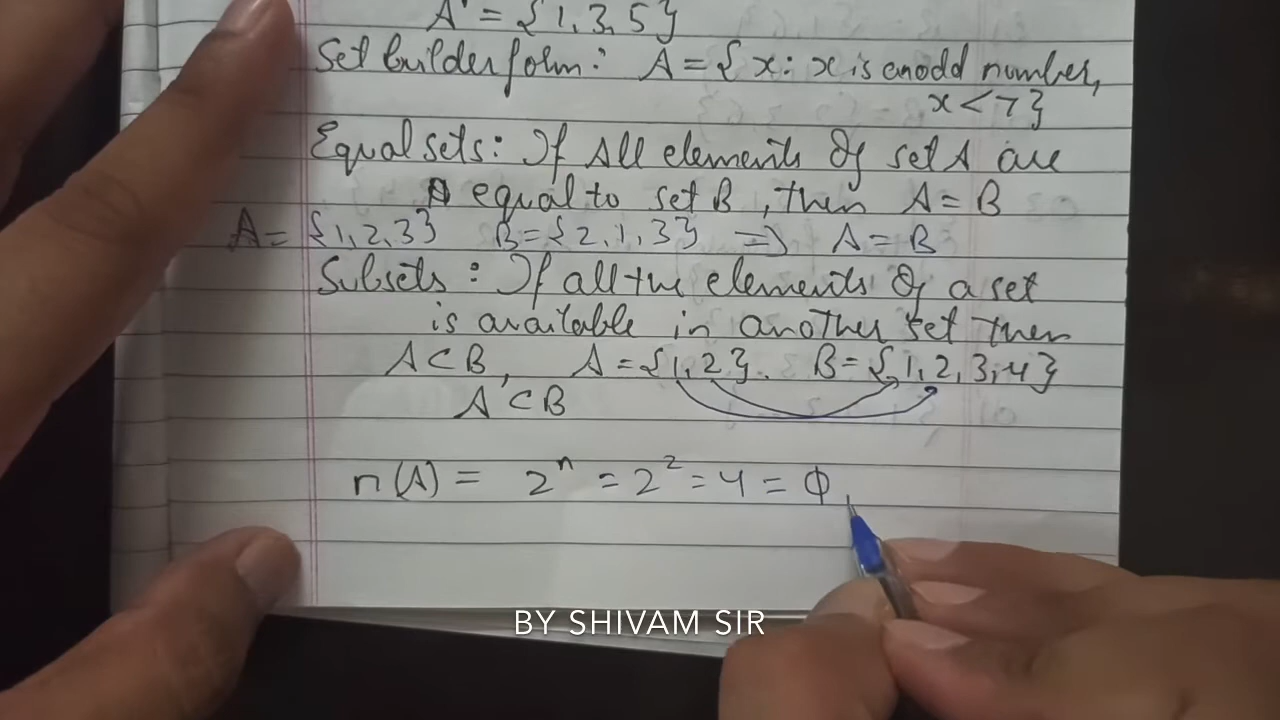 A = {1,3,5}
Set builder form: A = { x : x is an odd number,
x < 7 }
Equal sets : If All elements Of set A are
equal to set B , then A = B
A = {1,2,3} B = {2,1,3} => A = B
Subsets : If all the elements Of a set
is available in another set then
A ⊂ B , A = {1,2}. B = {1,2,3,4}
A ⊂ B
n(A) = 2ⁿ = 2² = 4 = Φ,
BY SHIVAM SIR